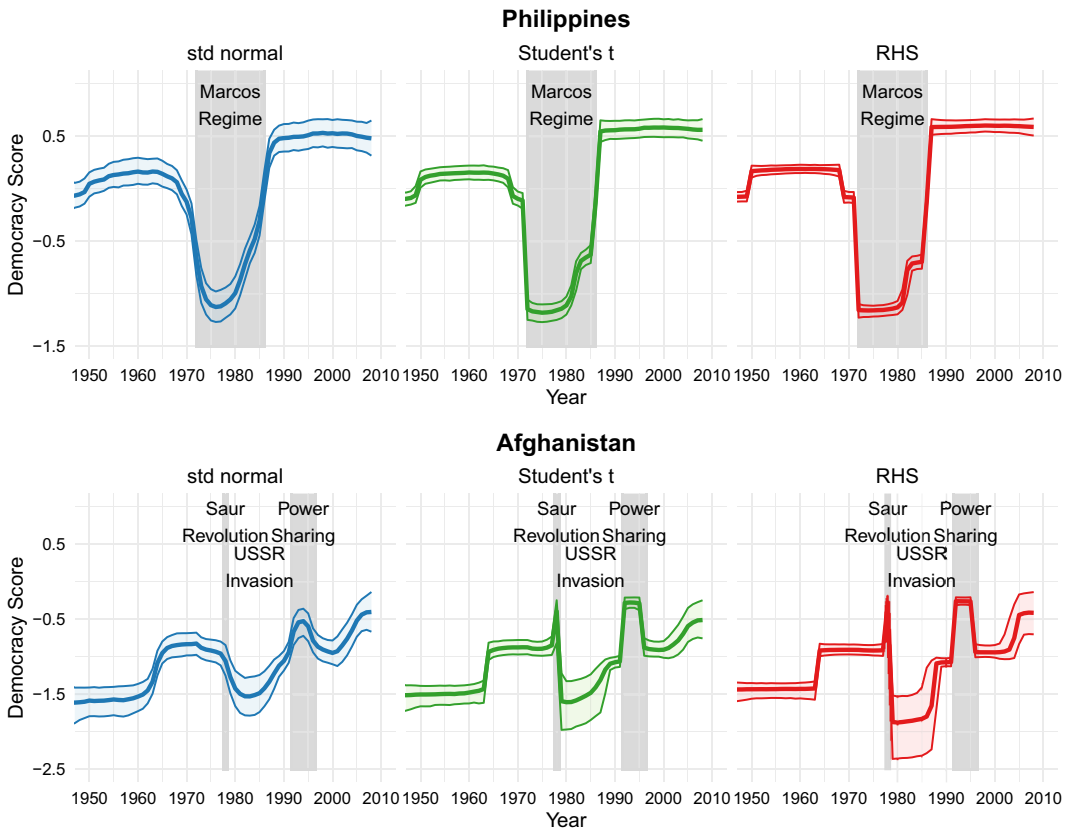 Philippines
std normal
Student's t
RHS
Marcos
Regime
Marcos
Regime
Marcos
Regime
Democracy Score
0.5
−0.5
−1.5
1950 1960 1970 1980 1990 2000 2010
1950 1960 1970 1980 1990 2000 2010
1950 1960 1970 1980 1990 2000 2010
Year
Afghanistan
std normal
Student's t
RHS
Saur
Revolution
Power
Sharing
USSR
Invasion
Saur
Revolution
Power
Sharing
USSR
Invasion
Saur
Revolution
Power
Sharing
USSR
Invasion
Democracy Score
0.5
−0.5
−1.5
−2.5
1950 1960 1970 1980 1990 2000 2010
1950 1960 1970 1980 1990 2000 2010
1950 1960 1970 1980 1990 2000 2010
Year